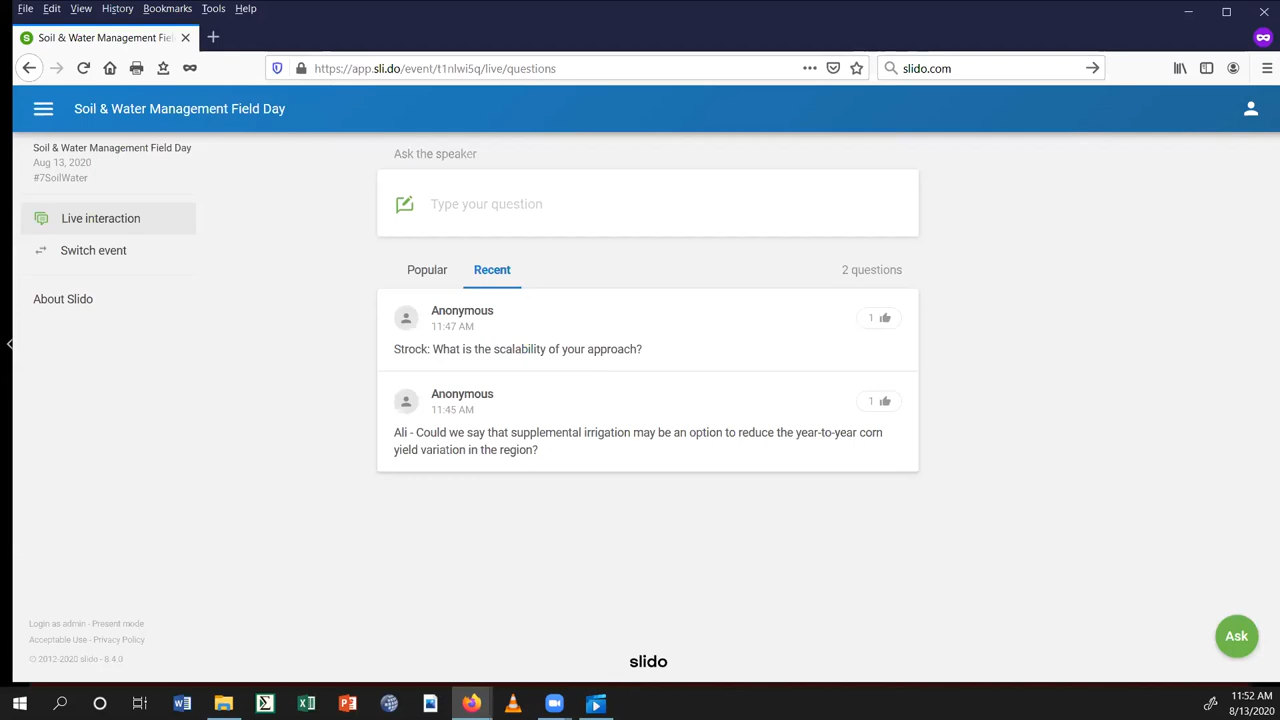 File Edit View History Bookmarks Tools Help
Soil & Water Management Fiel
https://app.sli.do/event/t1nlwi5q/live/questions
slido.com
Soil & Water Management Field Day
Soil & Water Management Field Day
Aug 13, 2020
#7SoilWater
Live interaction
Switch event
About Slido
Ask the speaker
Type your question
Popular Recent 2 questions
Anonymous
11:47 AM
1
Strock: What is the scalability of your approach?
Anonymous
11:45 AM
1
Ali - Could we say that supplemental irrigation may be an option to reduce the year-to-year corn
yield variation in the region?
Login as admin - Present mode
Acceptable Use - Privacy Policy
© 2012-2020 slido - 8.4.0
slido
Ask
11:52 AM
8/13/2020